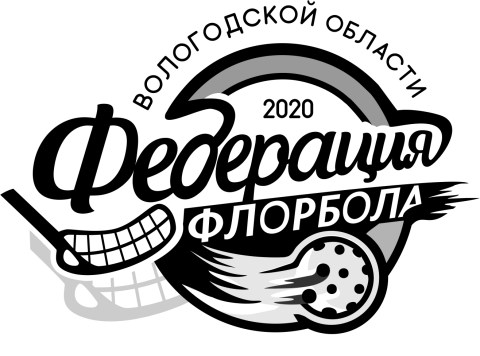 ВОЛОГОДСКОЙ ОБЛАСТИ
2020
Федерация
ФЛОРБОЛА